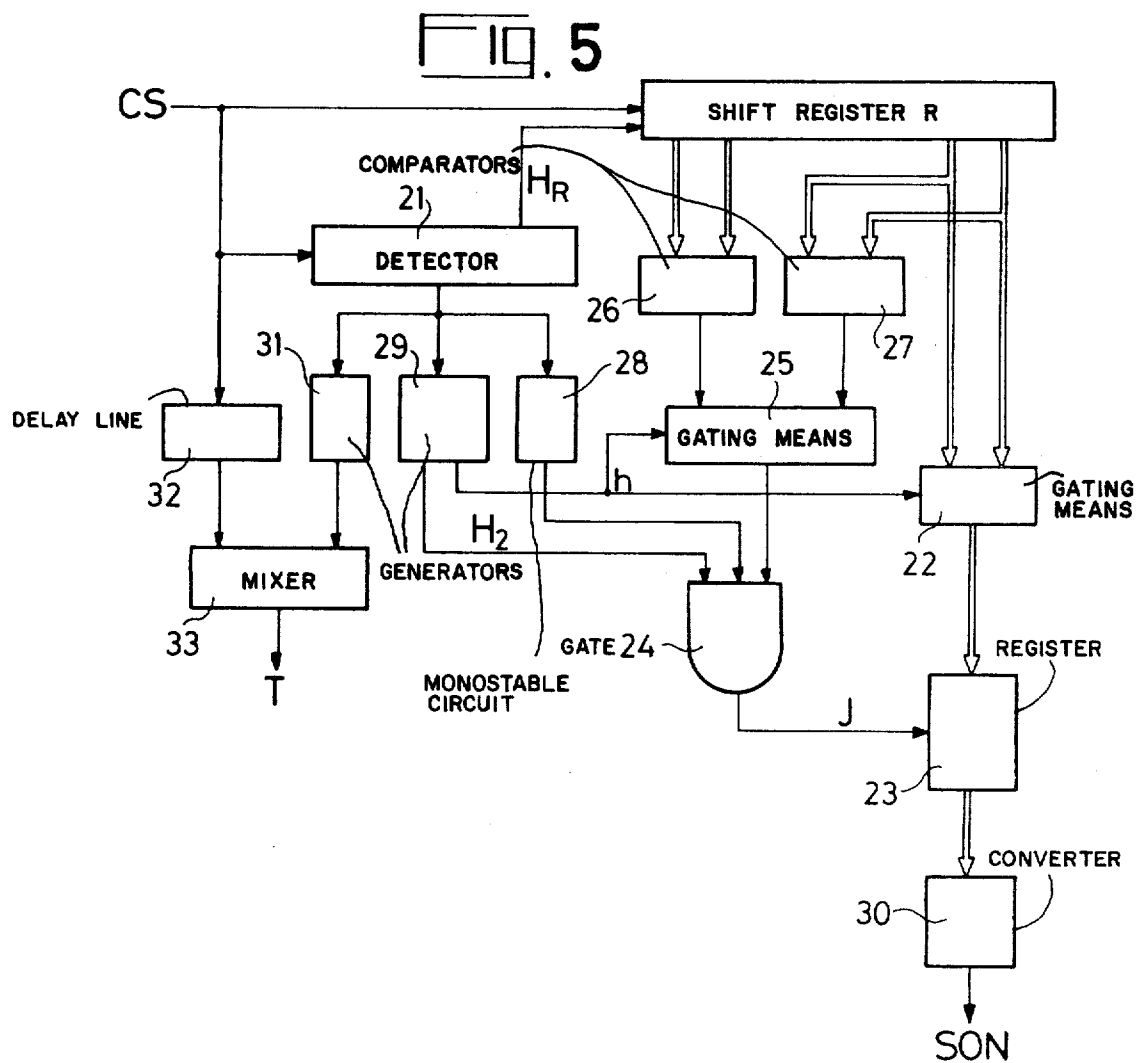 Fig. 5
CS
SHIFT REGISTER R
COMPARATORS
H_R
21
DETECTOR
26
27
31
29
28
25
DELAY LINE
GATING MEANS
32
h
GATING
MEANS
22
H_2
MIXER
GENERATORS
33
GATE 24
REGISTER
T
MONOSTABLE
CIRCUIT
J
23
CONVERTER
30
SON